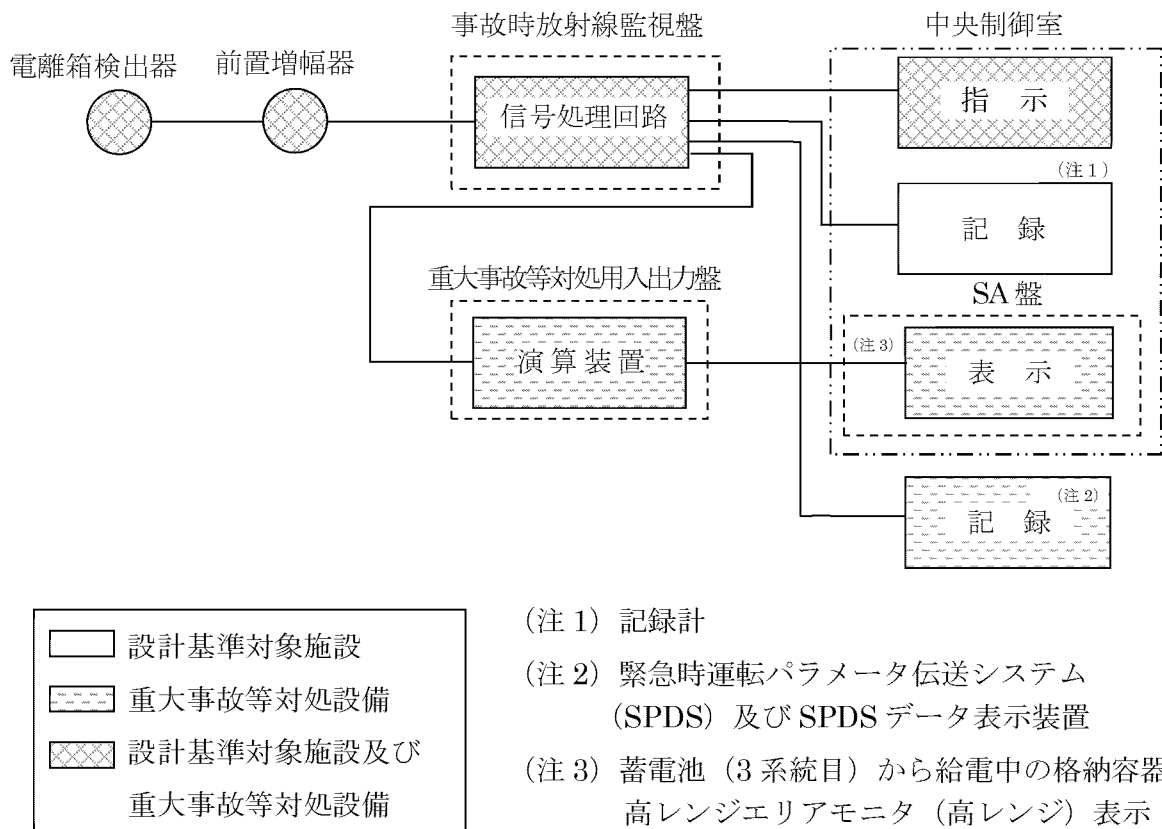 事故時放射線監視盤
中央制御室
電離箱検出器
前置増幅器
信号処理回路
指 示
(注1)
記 録
重大事故等対処用入出力盤
SA盤
演算装置
(注3)
表 示
(注2)
記 録
設計基準対象施設
重大事故等対処設備
設計基準対象施設及び
重大事故等対処設備
(注1) 記録計
(注2) 緊急時運転パラメータ伝送システム
(SPDS) 及び SPDS データ表示装置
(注3) 蓄電池 (3系統目) から給電中の格納容器
高レンジエリアモニタ (高レンジ) 表示